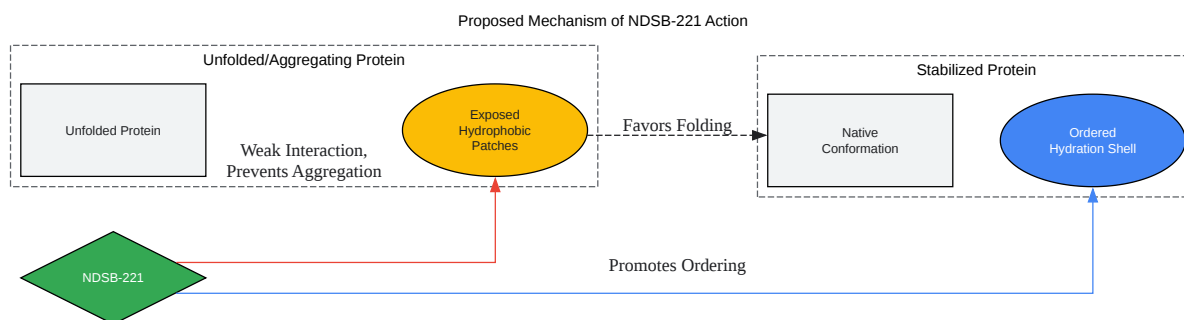 Proposed Mechanism of NDSB-221 Action
Unfolded/Aggregating Protein
Stabilized Protein
Unfolded Protein
Exposed
Hydrophobic
Patches
Favors Folding
Native
Conformation
Ordered
Hydration Shell
Weak Interaction,
Prevents Aggregation
NDSB-221
Promotes Ordering